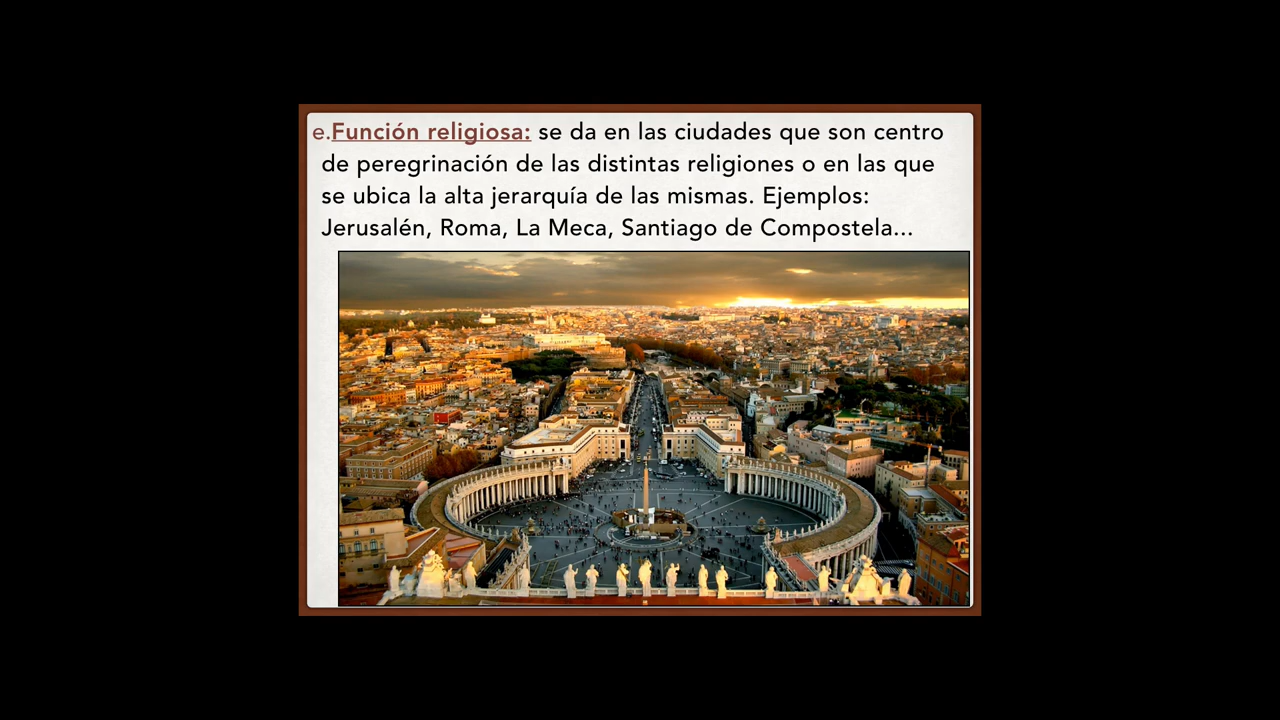 e.Función religiosa: se da en las ciudades que son centro
de peregrinación de las distintas religiones o en las que
se ubica la alta jerarquía de las mismas. Ejemplos:
Jerusalén, Roma, La Meca, Santiago de Compostela...